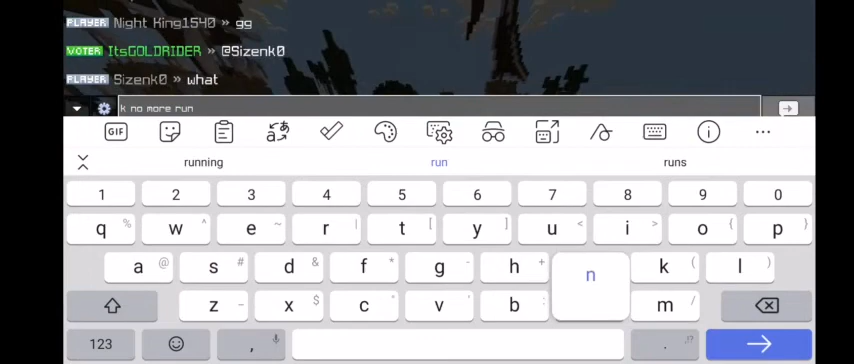 PLAYER Night King1540 » gg
VOTER ItsGOLDRIDER » @Sizenk0
PLAYER Sizenk0 » what
k no more run
GIF
running run runs
1 2 3 4 5 6 7 8 9 0
q % w ^ e ~ r | t [ y ] u < i > o { p }
a @ s # d & f * g - h + n k ( l )
z _ x $ c " v ' b : m /
123 , . ,!?